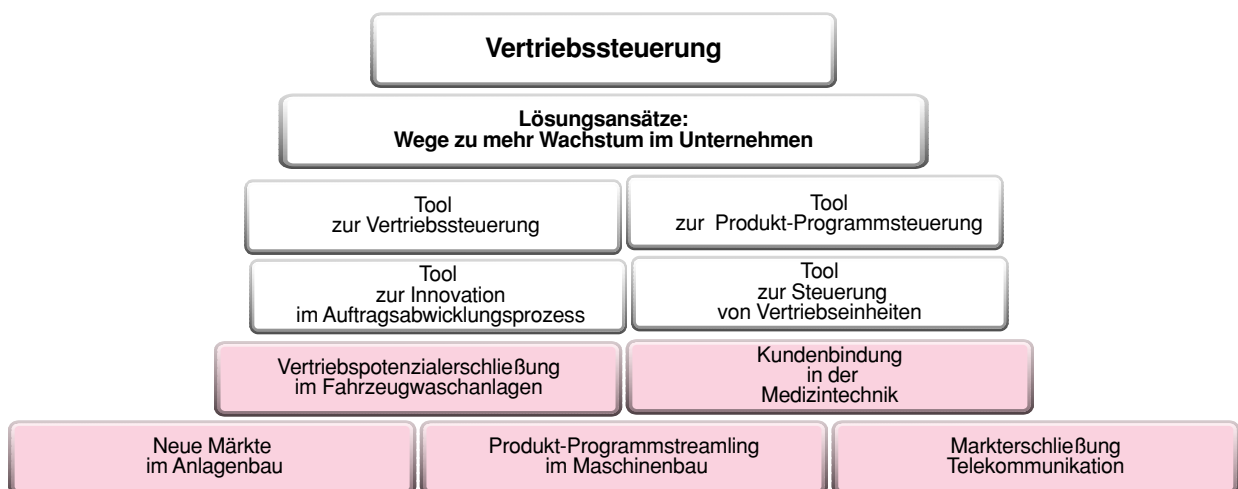 Vertriebssteuerung
Lösungsansätze:
Wege zu mehr Wachstum im Unternehmen
Tool
zur Vertriebssteuerung
Tool
zur Produkt-Programmsteuerung
Tool
zur Innovation
im Auftragsabwicklungsprozess
Tool
zur Steuerung
von Vertriebseinheiten
Vertriebspotenzialerschließung
im Fahrzeugwaschanlagen
Kundenbindung
in der
Medizintechnik
Neue Märkte
im Anlagenbau
Produkt-Programmstreamling
im Maschinenbau
Markterschließung
Telekommunikation